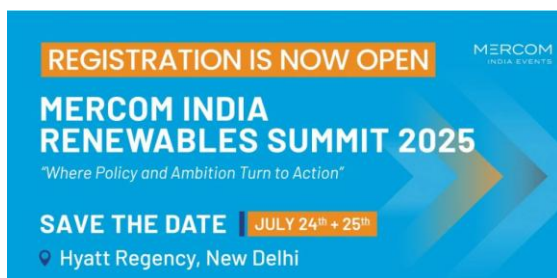 REGISTRATION IS NOW OPEN
MERCOM
INDIA EVENTS
MERCOM INDIA
RENEWABLES SUMMIT 2025
"Where Policy and Ambition Turn to Action"
SAVE THE DATE JULY 24th + 25th
Hyatt Regency, New Delhi